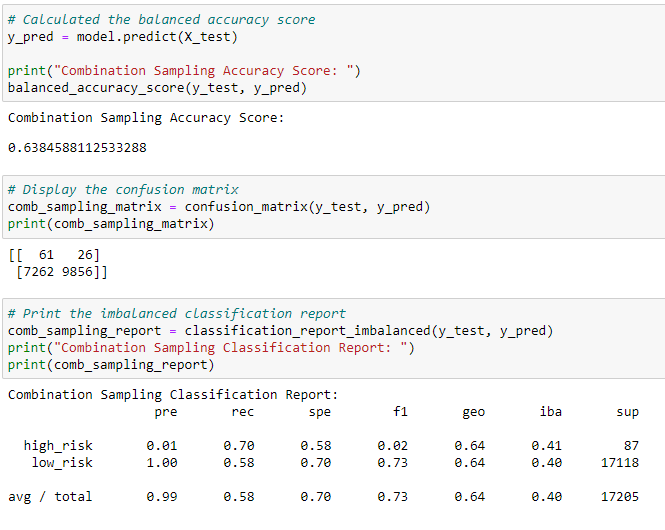 # Calculated the balanced accuracy score
y_pred = model.predict(X_test)
print("Combination Sampling Accuracy Score: ")
balanced_accuracy_score(y_test, y_pred)
Combination Sampling Accuracy Score:
0.6384588112533288
# Display the confusion matrix
comb_sampling_matrix = confusion_matrix(y_test, y_pred)
print(comb_sampling_matrix)
[[  61   26]
 [7262 9856]]
# Print the imbalanced classification report
comb_sampling_report = classification_report_imbalanced(y_test, y_pred)
print("Combination Sampling Classification Report: ")
print(comb_sampling_report)
Combination Sampling Classification Report:
pre rec spe f1 geo iba sup
high_risk 0.01 0.70 0.58 0.02 0.64 0.41 87
low_risk 1.00 0.58 0.70 0.73 0.64 0.40 17118
avg / total 0.99 0.58 0.70 0.73 0.64 0.40 17205